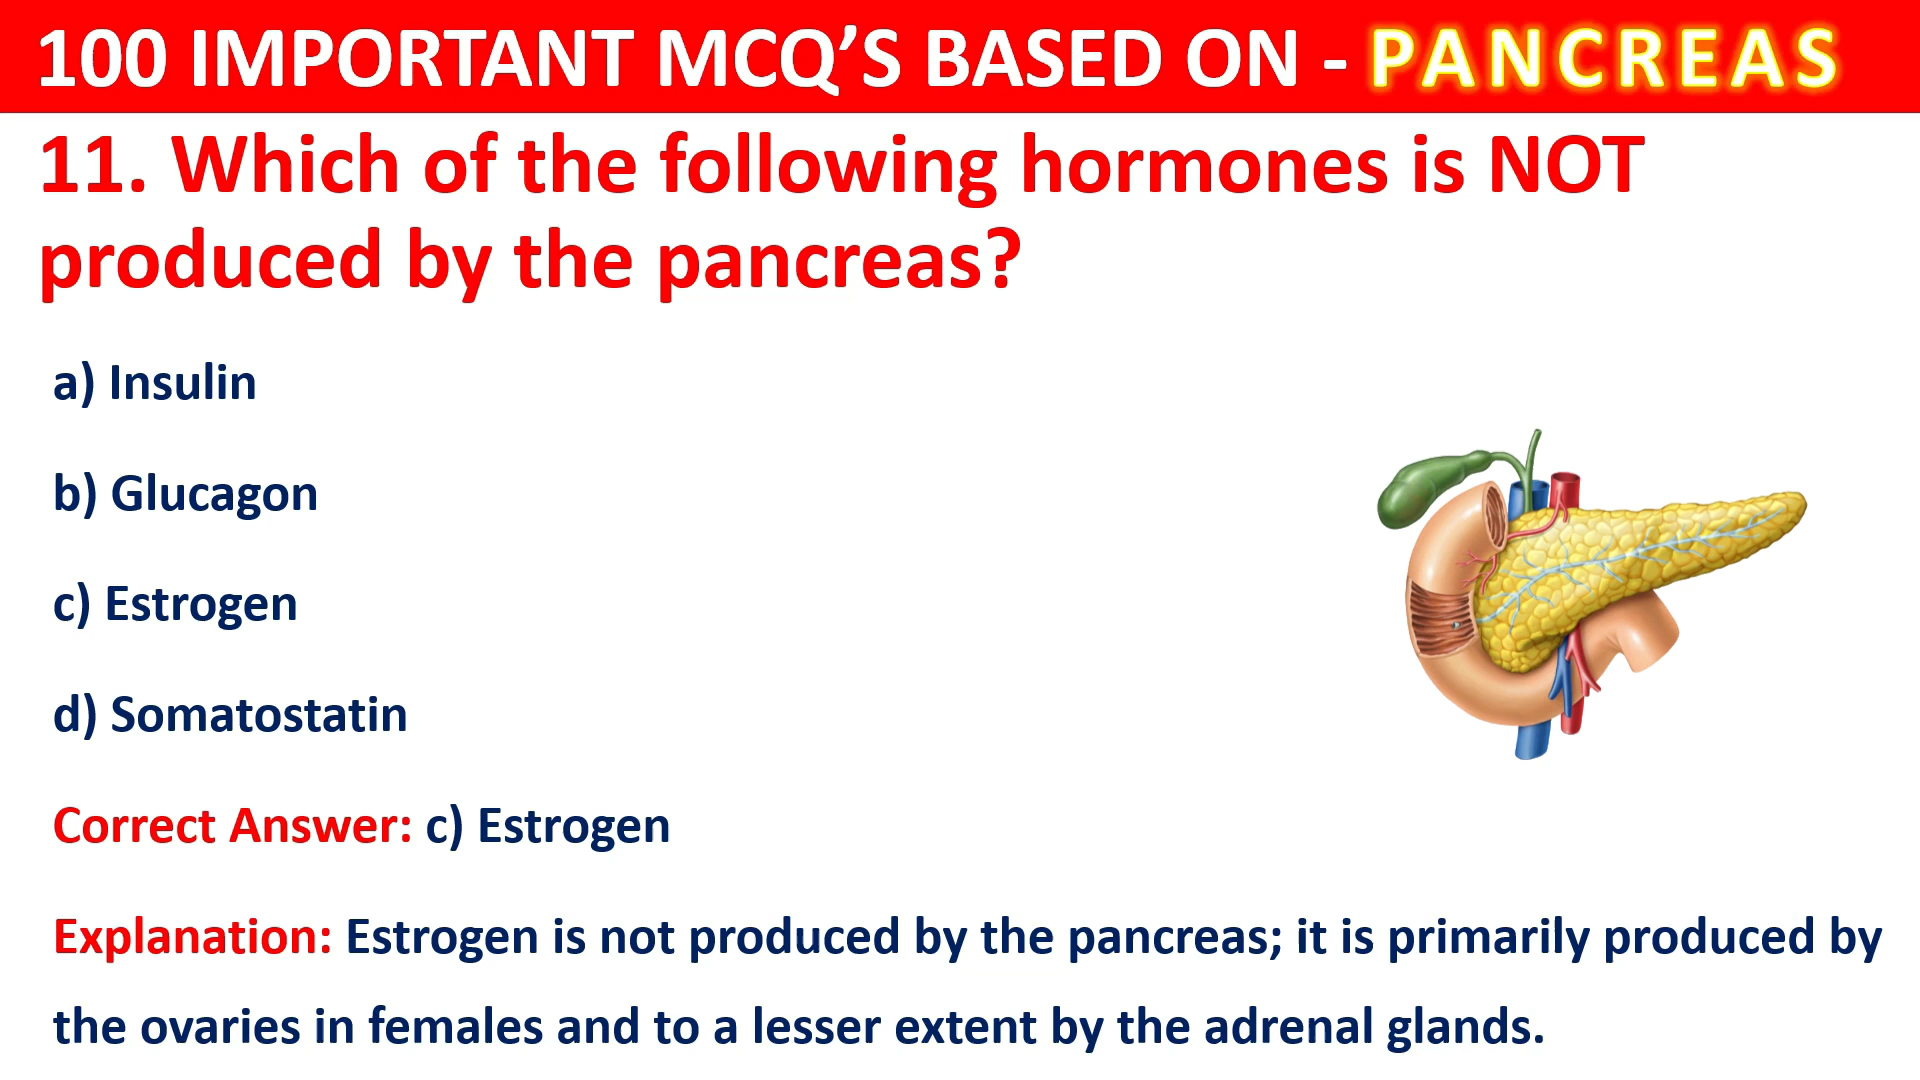 100 IMPORTANT MCQ’S BASED ON - PANCREAS
11. Which of the following hormones is NOT
produced by the pancreas?
a) Insulin
b) Glucagon
c) Estrogen
d) Somatostatin
Correct Answer: c) Estrogen
Explanation: Estrogen is not produced by the pancreas; it is primarily produced by
the ovaries in females and to a lesser extent by the adrenal glands.